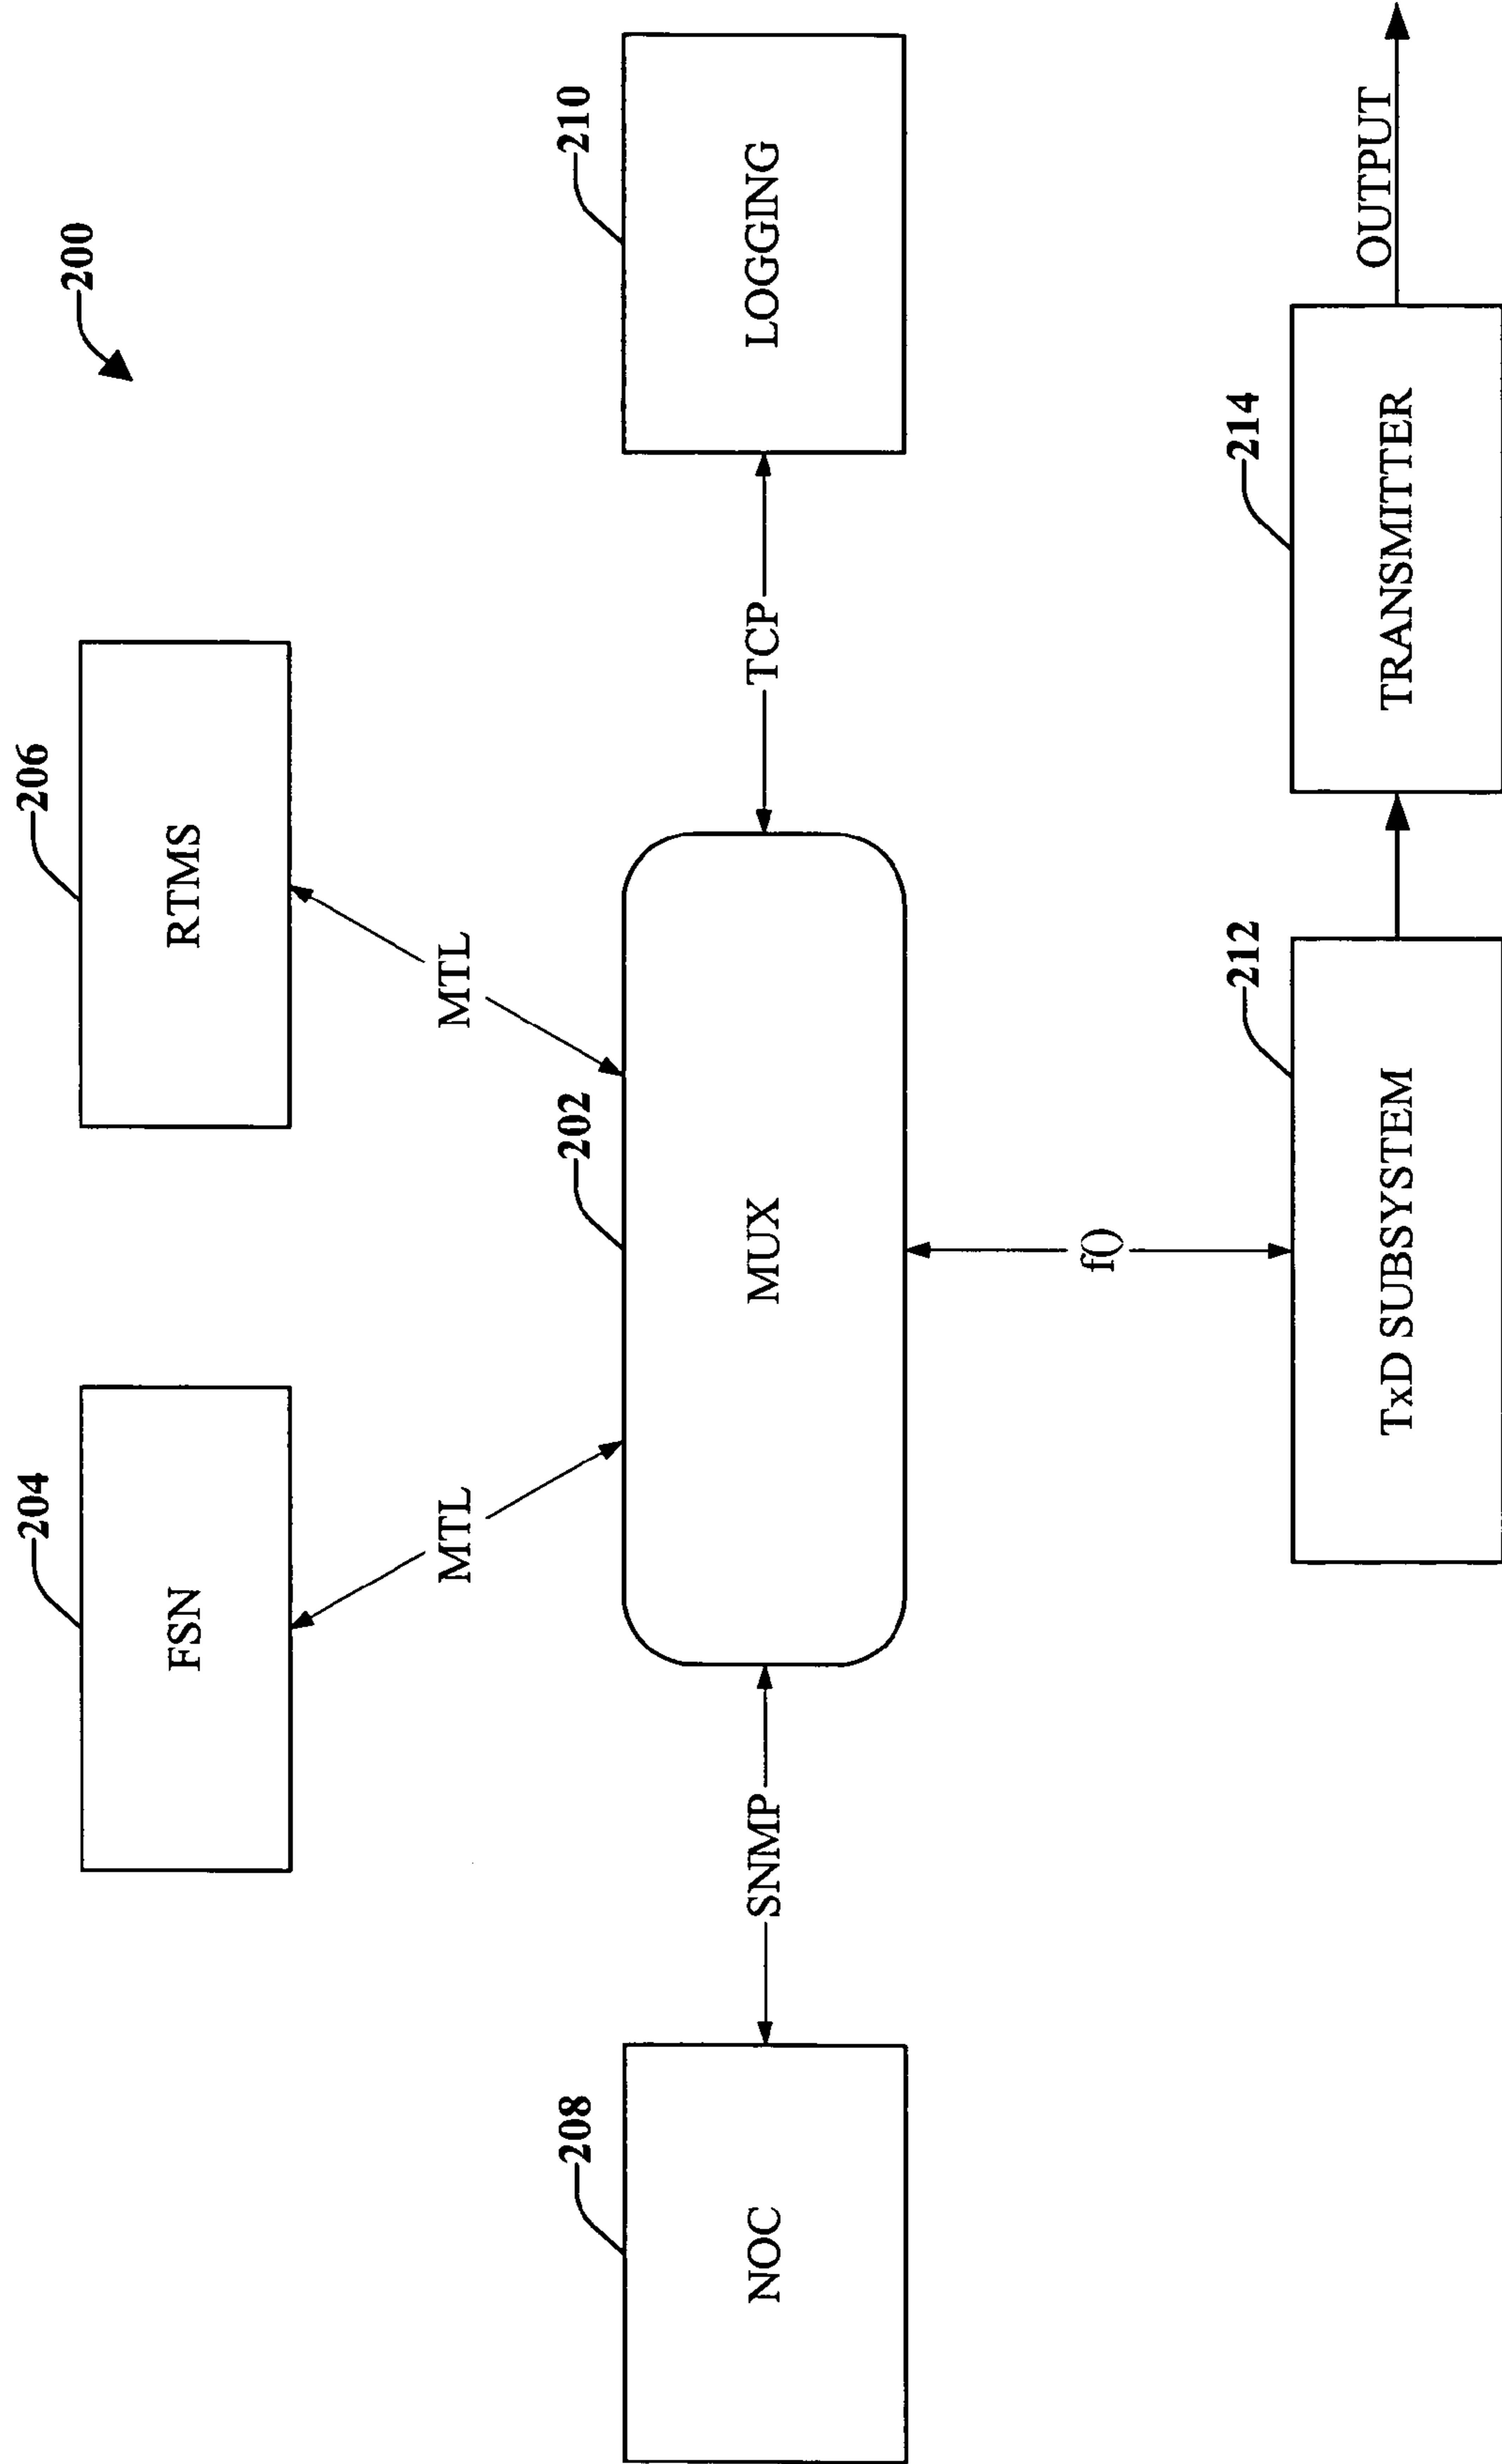 200
204
206
FSN
RTMS
MTL
MTL
208
202
210
NOC
SNMP
MUX
TCP
LOGGING
f()
212
214
TxD SUBSYSTEM
TRANSMITTER
OUTPUT